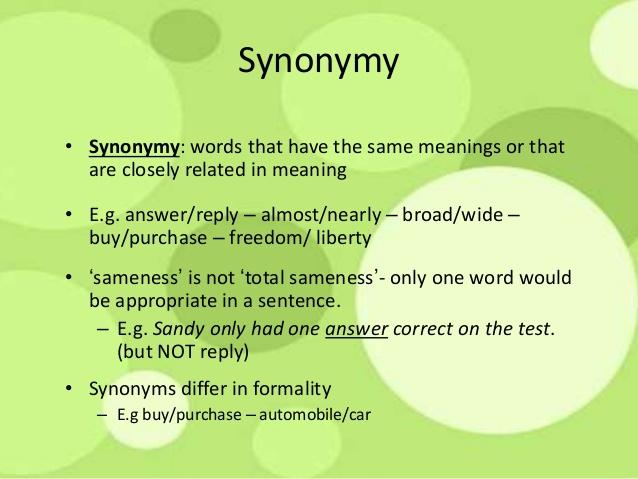 Synonymy
• Synonymy: words that have the same meanings or that
are closely related in meaning
• E.g. answer/reply – almost/nearly – broad/wide –
buy/purchase – freedom/ liberty
• ‘sameness’ is not ‘total sameness’- only one word would
be appropriate in a sentence.
– E.g. Sandy only had one answer correct on the test.
(but NOT reply)
• Synonyms differ in formality
– E.g buy/purchase – automobile/car